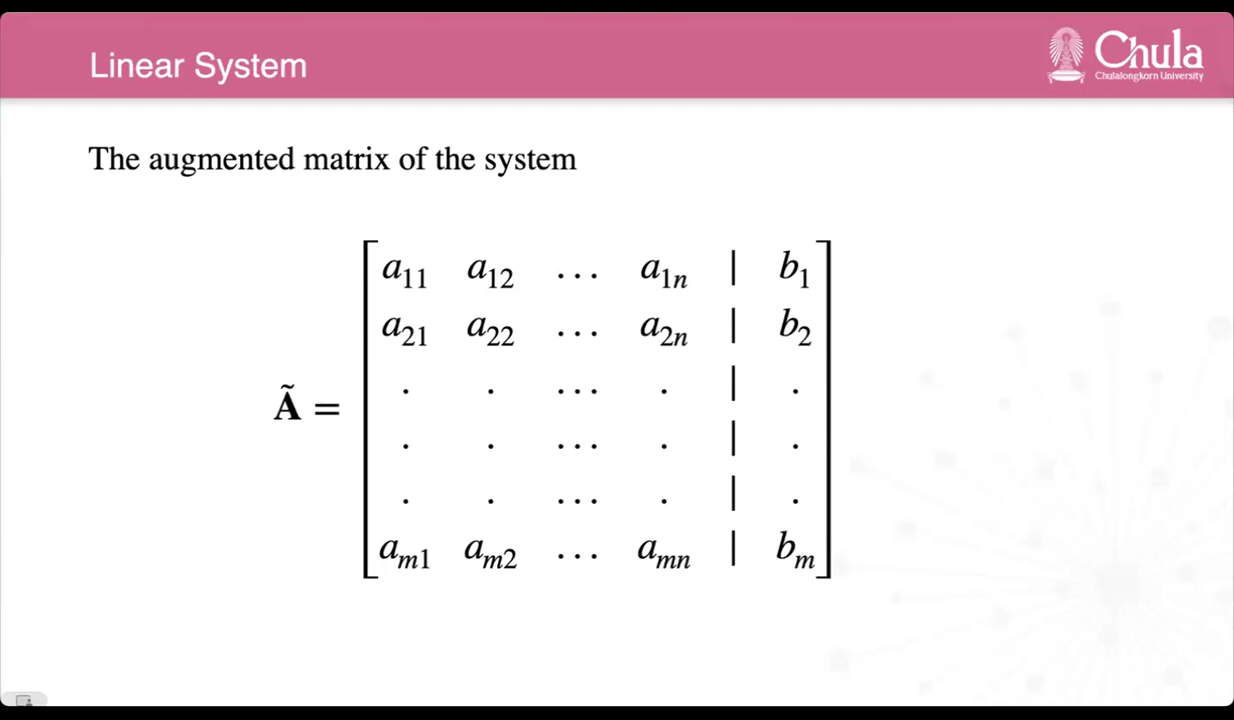 Linear System
Chula
Chulalongkorn University
The augmented matrix of the system
a₁₁ a₁₂ ... a₁ₙ | b₁
a₂₁ a₂₂ ... a₂ₙ | b₂
. . ... . | .
Ã = . . ... . | .
. . ... . | .
aₘ₁ aₘ₂ ... aₘₙ | bₘ